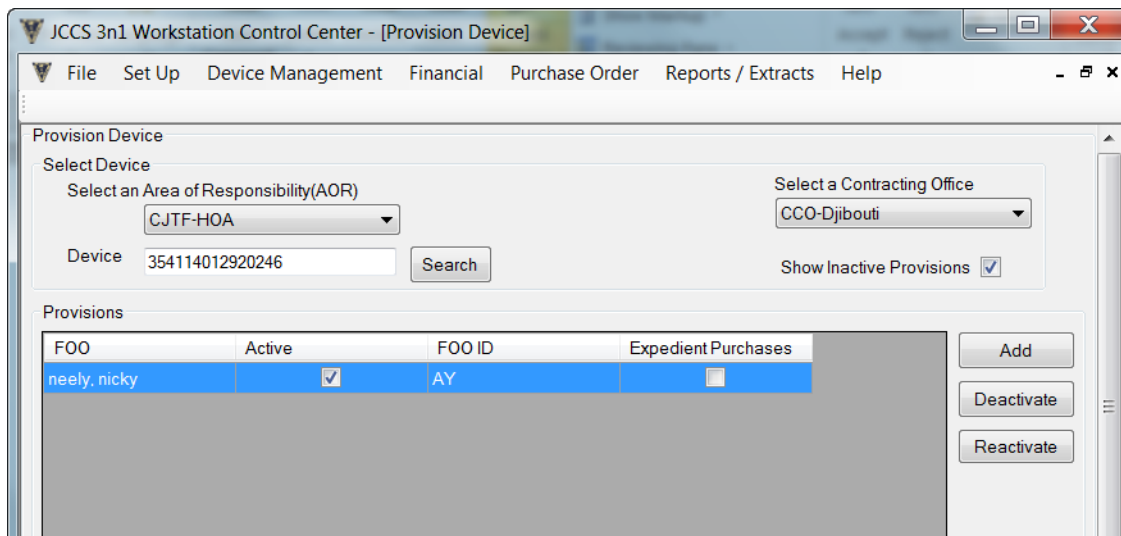 JCCS 3n1 Workstation Control Center - [Provision Device]
File Set Up Device Management Financial Purchase Order Reports / Extracts Help
Provision Device
Select Device
Select an Area of Responsibility(AOR)
Select a Contracting Office
CJTF-HOA
CCO-Djibouti
Device 354114012920246 Search
Show Inactive Provisions
Provisions
FOO Active FOO ID Expedient Purchases
neely, nicky AY
Add
Deactivate
Reactivate